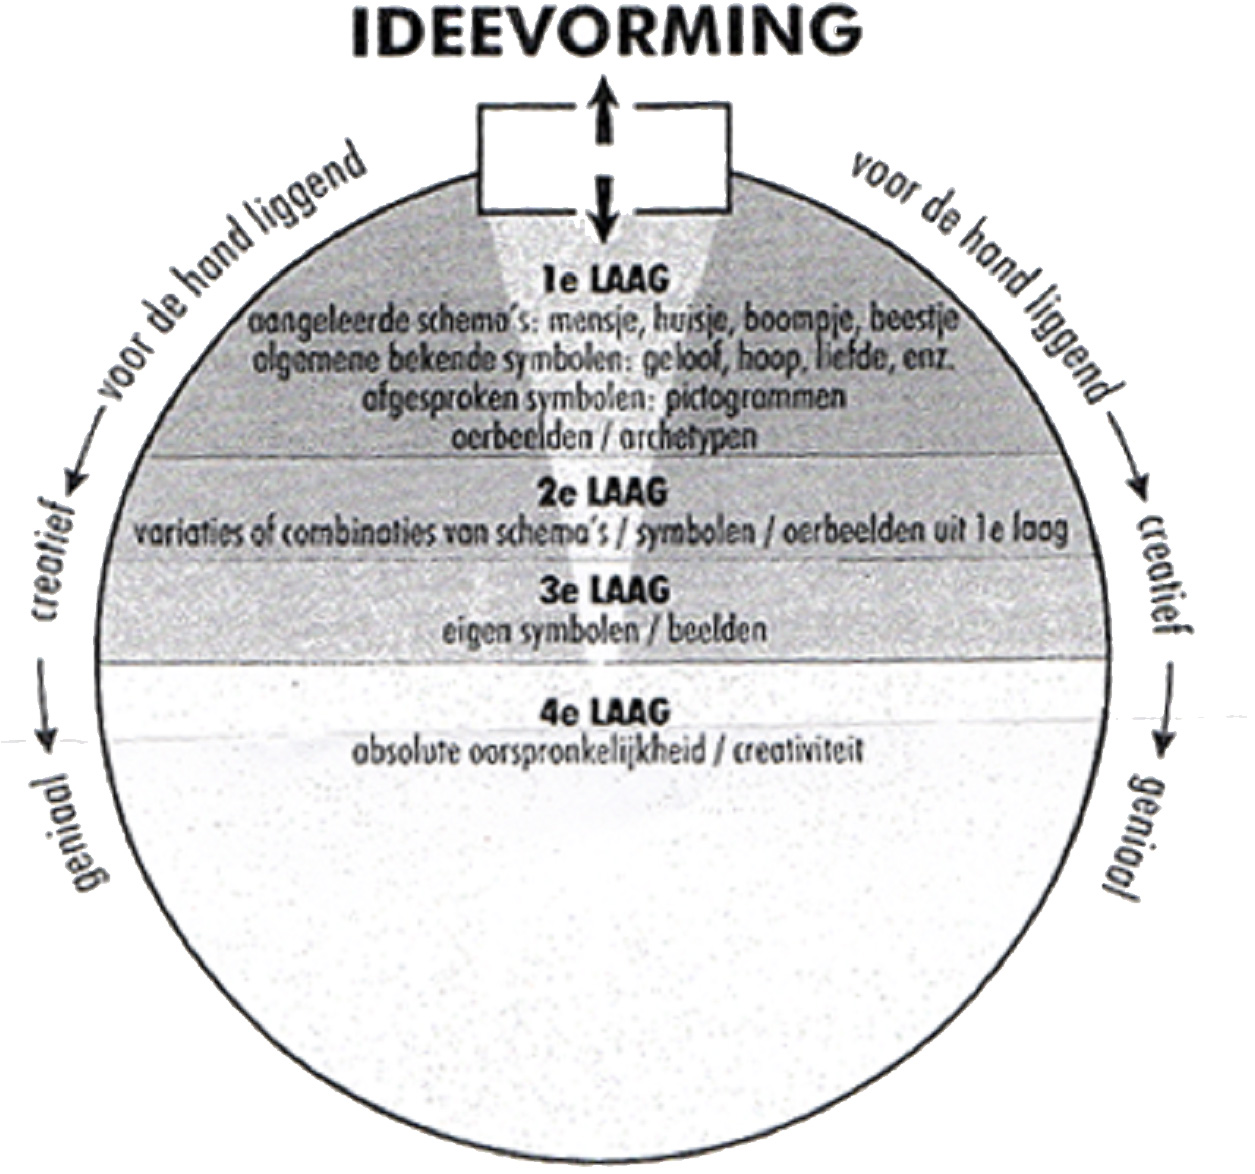 IDEEVORMING
voor de hand liggend
creatief
geniaal
voor de hand liggend
creatief
geniaal
1e LAAG
aangeleerde schema's: mensje, huisje, boompje, beestje
algemene bekende symbolen: geloof, hoop, liefde, enz.
afgesproken symbolen: pictogrammen
oerbeelden / archetypen
2e LAAG
variaties of combinaties van schema's / symbolen / oerbeelden uit 1e laag
3e LAAG
eigen symbolen / beelden
4e LAAG
absolute oorspronkelijkheid / creativiteit